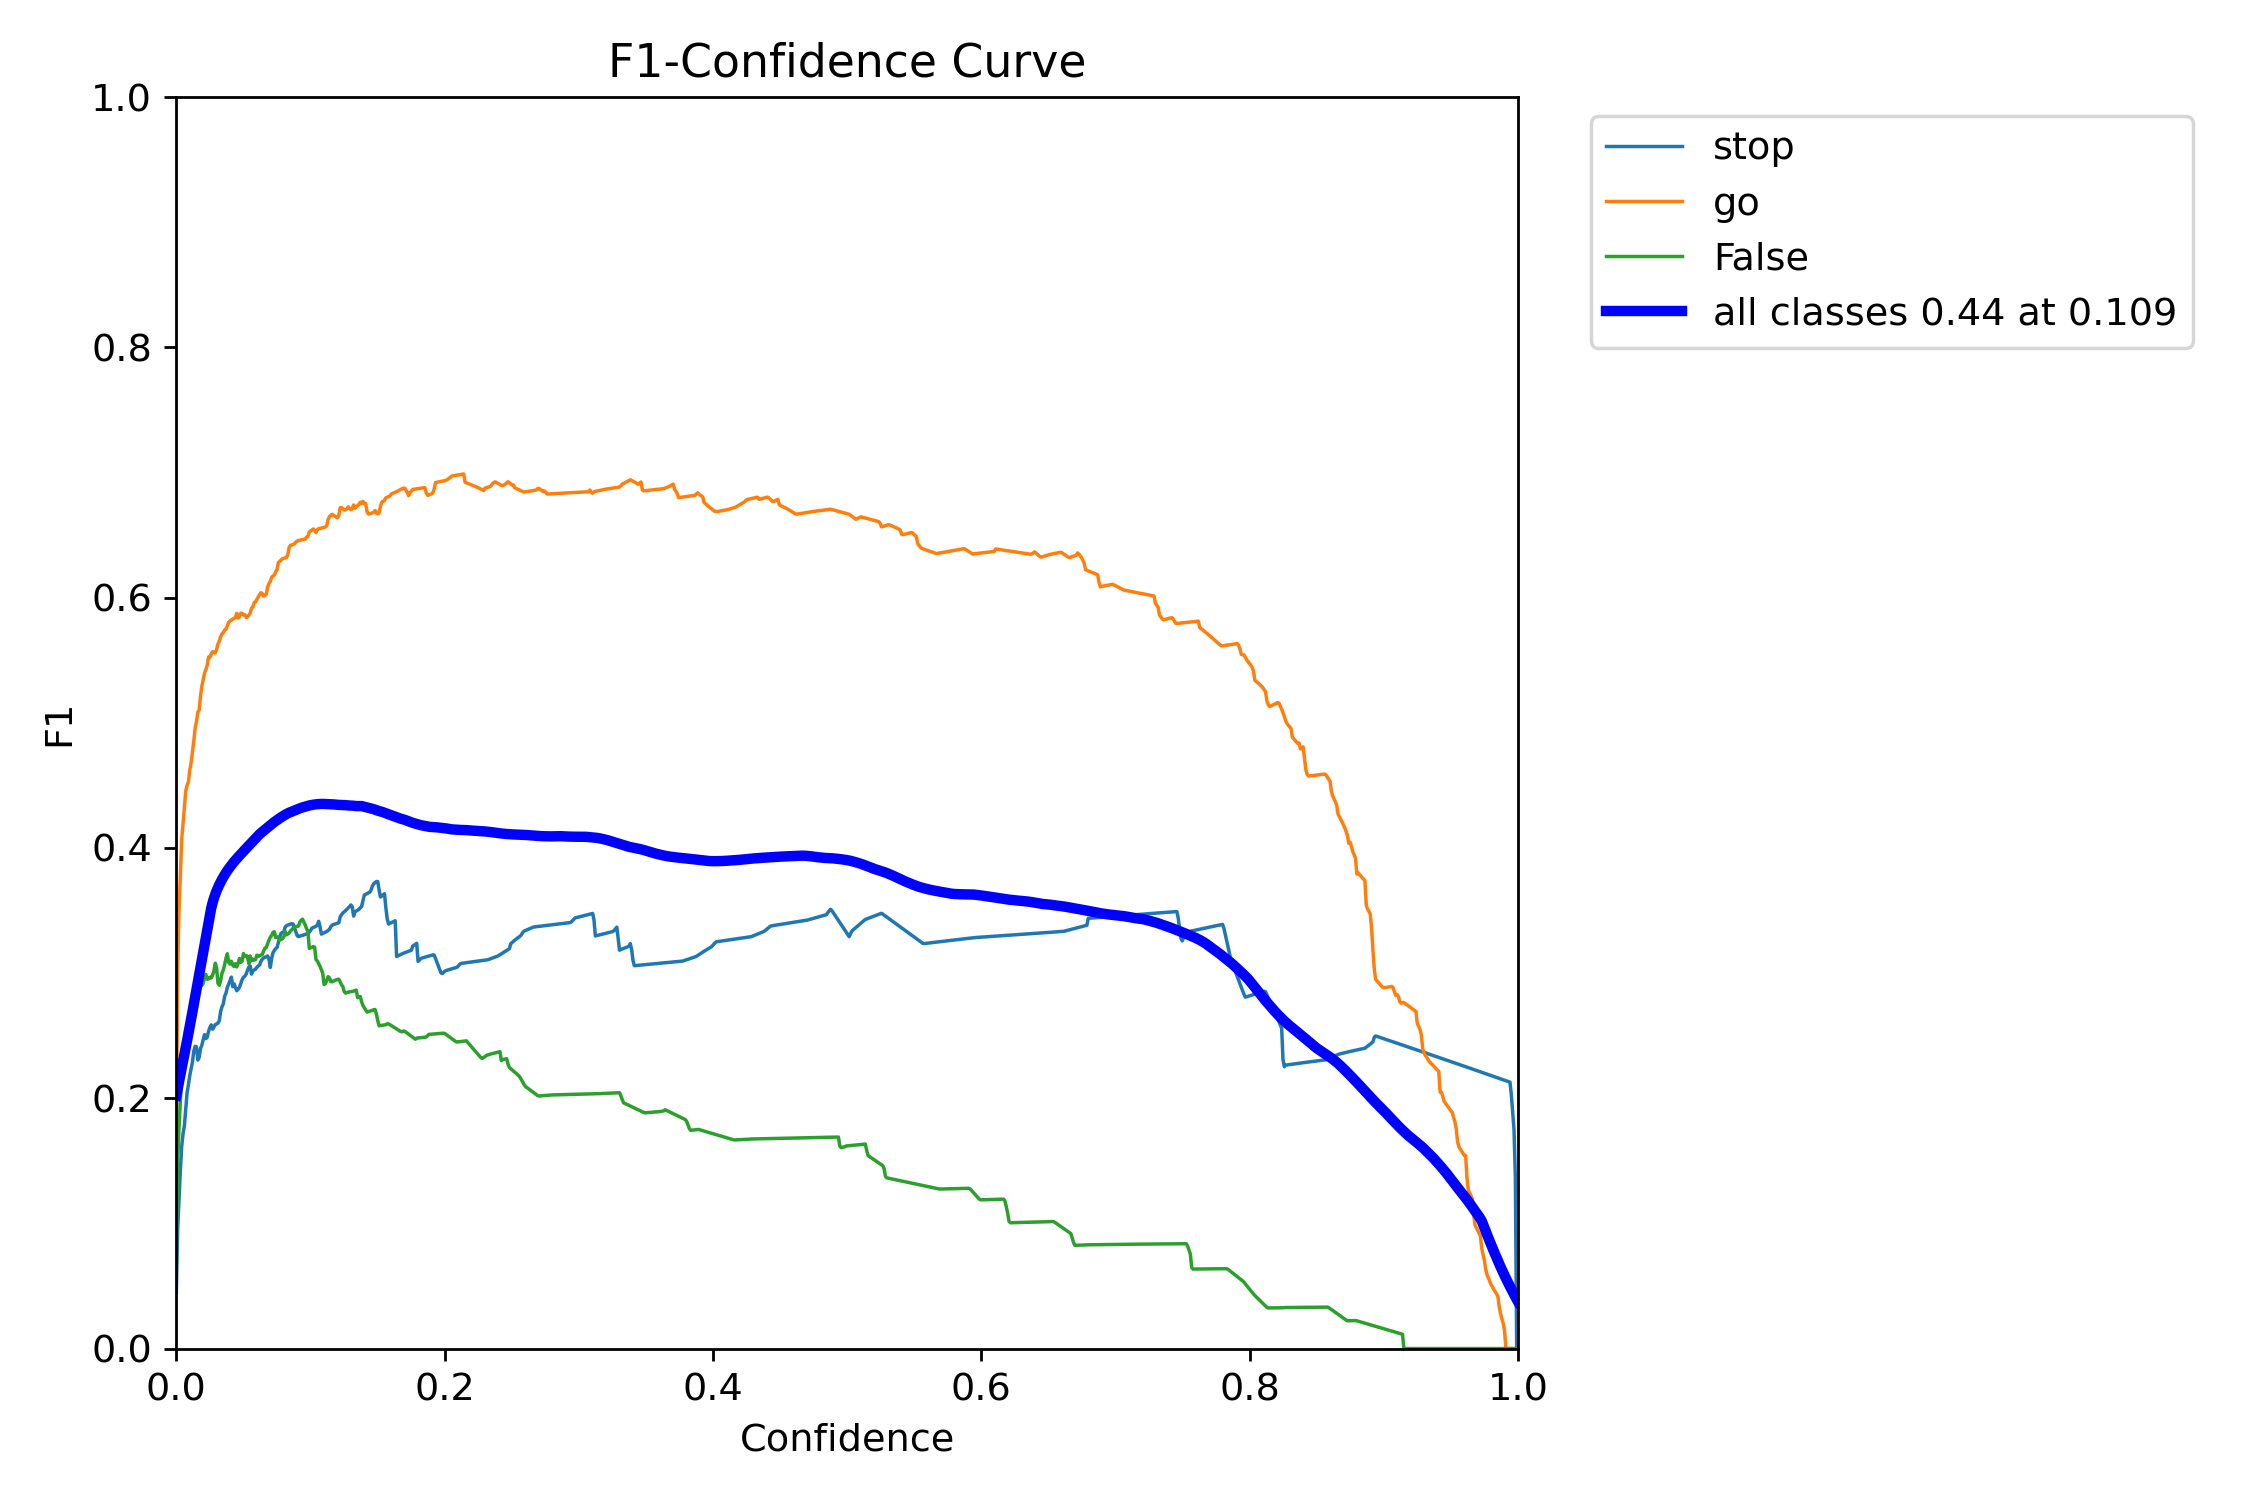 F1-Confidence Curve
1.0
0.8
0.6
0.4
0.2
0.0
F1
0.0 0.2 0.4 0.6 0.8 1.0
Confidence
stop
go
False
all classes 0.44 at 0.109